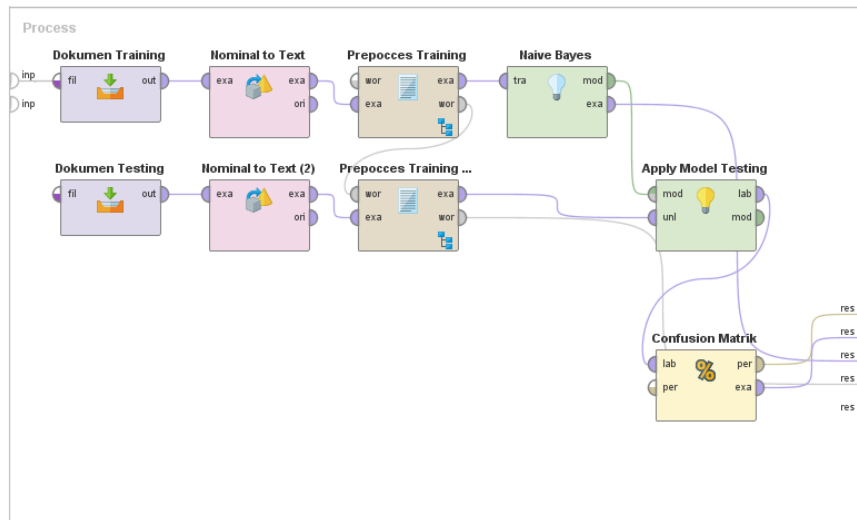 Process
Dokumen Training
Nominal to Text
Prepocces Training
Naive Bayes
inp
fil
out
exa
exa
wor
exa
tra
mod
inp
ori
exa
wor
exa
Dokumen Testing
Nominal to Text (2)
Prepocces Training ...
Apply Model Testing
fil
out
exa
exa
wor
exa
mod
lab
ori
exa
wor
unl
mod
res
Confusion Matrik
res
lab
per
res
per
exa
res
res